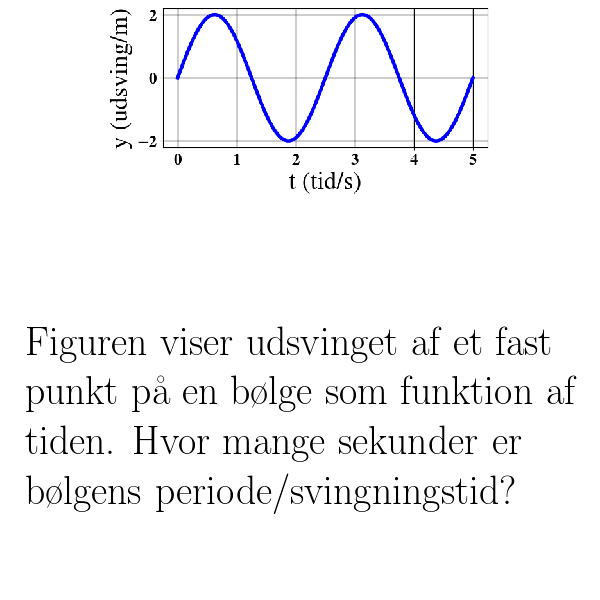 2
0
−2
y (udsving/m)
0 1 2 3 4 5
t (tid/s)
Figuren viser udsvinget af et fast
punkt på en bølge som funktion af
tiden. Hvor mange sekunder er
bølgens periode/svingningstid?